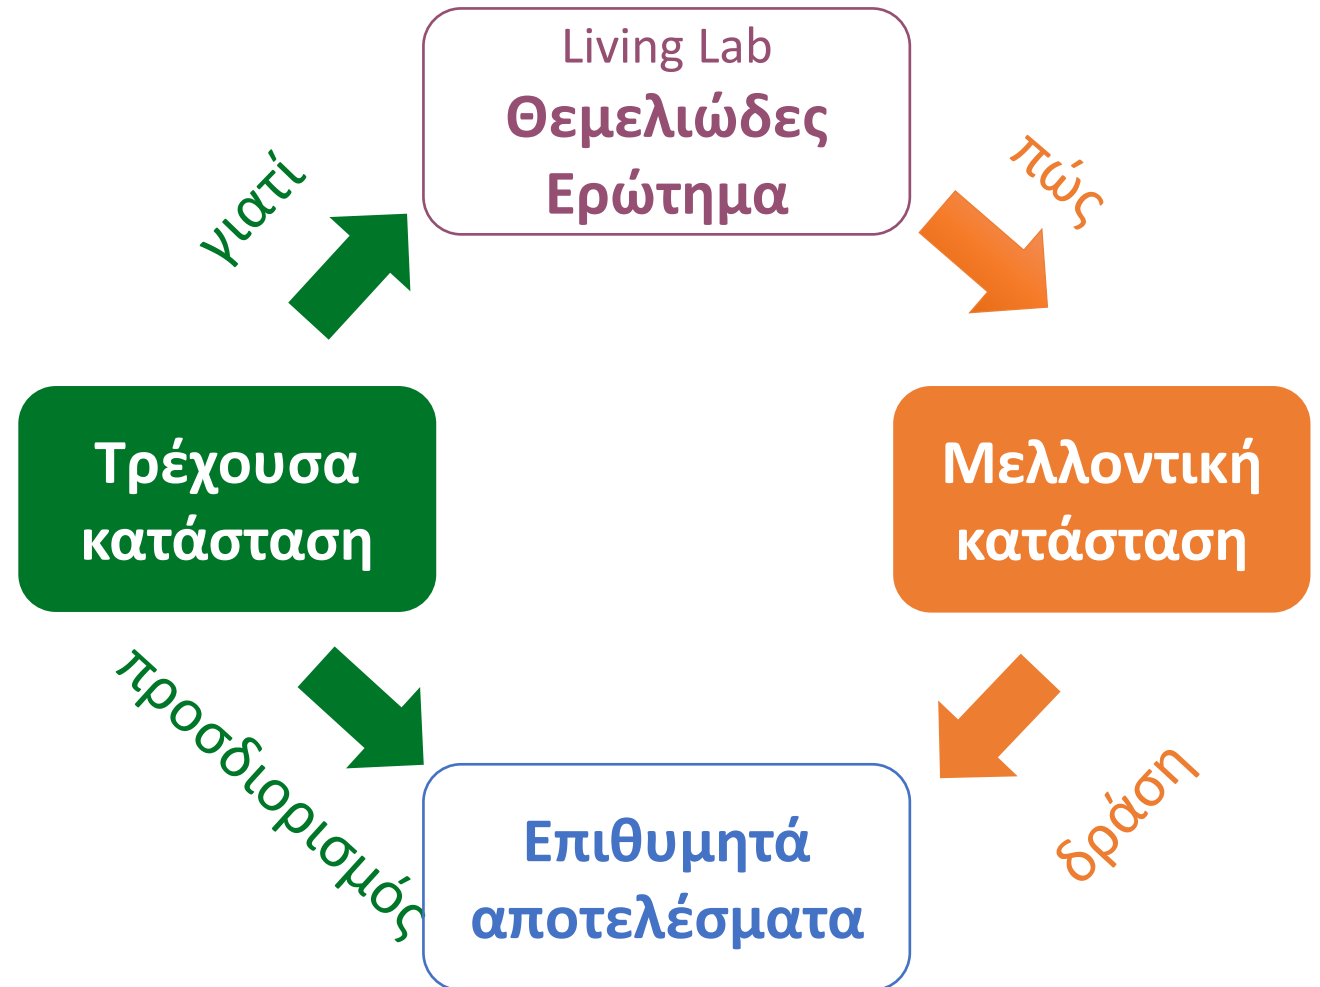 Living Lab
Θεμελιώδες
Ερώτημα
γιατί
πώς
Τρέχουσα
κατάσταση
Μελλοντική
κατάσταση
προσδιορισμός
δράση
Επιθυμητά
αποτελέσματα